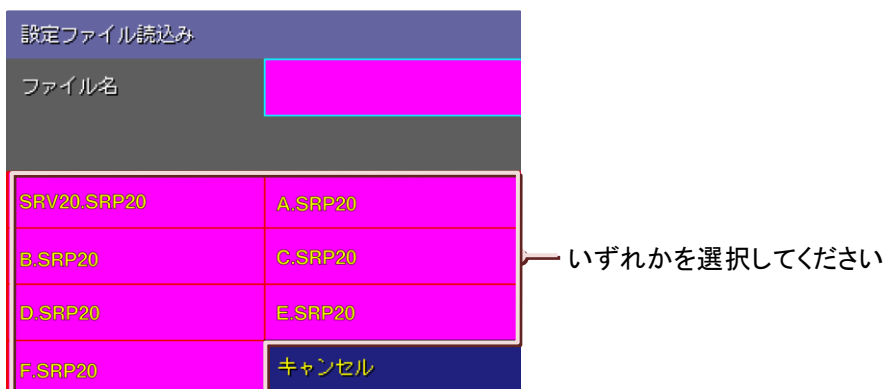 設定ファイル読込み
ファイル名
SRV20.SRP20
A.SRP20
B.SRP20
C.SRP20
いずれかを選択してください
D.SRP20
E.SRP20
F.SRP20
キャンセル